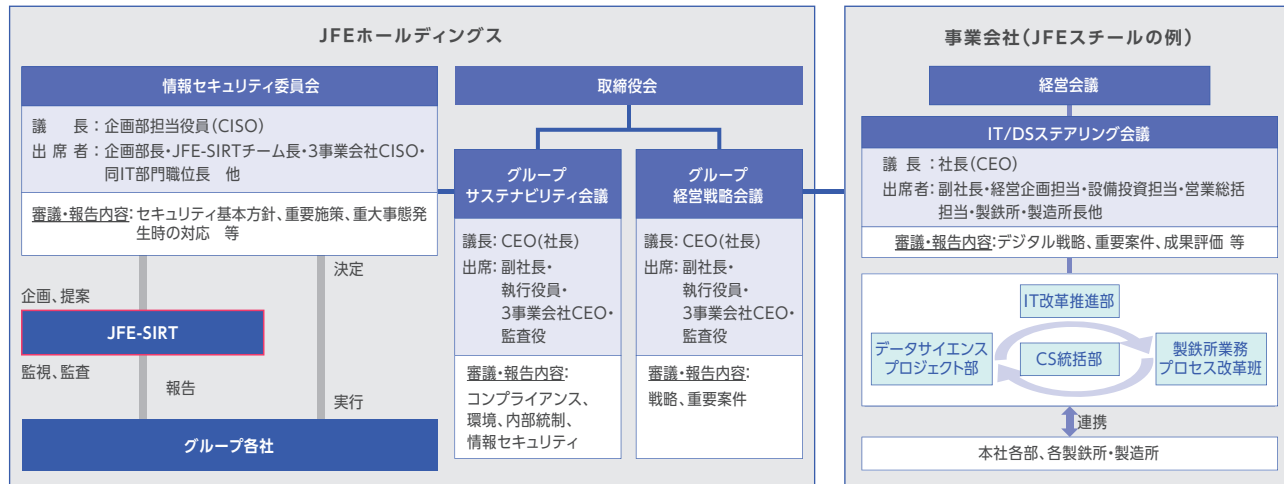 JFEホールディングス
情報セキュリティ委員会
議　長：企画部担当役員（CISO）
出席者：企画部長・JFE-SIRTチーム長・3事業会社CISO・
同IT部門職位長　他
審議・報告内容：セキュリティ基本方針、重要施策、重大事態発
生時の対応　等
決定
企画、提案
JFE-SIRT
監視、監査
報告
実行
グループ各社
取締役会
グループ
サステナビリティ会議
議長：CEO(社長)
出席：副社長・
執行役員・
3事業会社CEO・
監査役
審議・報告内容：
コンプライアンス、
環境、内部統制、
情報セキュリティ
グループ
経営戦略会議
議長：CEO(社長)
出席：副社長・
執行役員・
3事業会社CEO・
監査役
審議・報告内容：
戦略、重要案件
事業会社（JFEスチールの例）
経営会議
IT/DSステアリング会議
議長：社長(CEO)
出席者：副社長・経営企画担当・設備投資担当・営業総括
担当・製鉄所・製造所長他
審議・報告内容：デジタル戦略、重要案件、成果評価 等
IT改革推進部
データサイエンス
プロジェクト部
CS統括部
製鉄所業務
プロセス改革班
連携
本社各部、各製鉄所・製造所